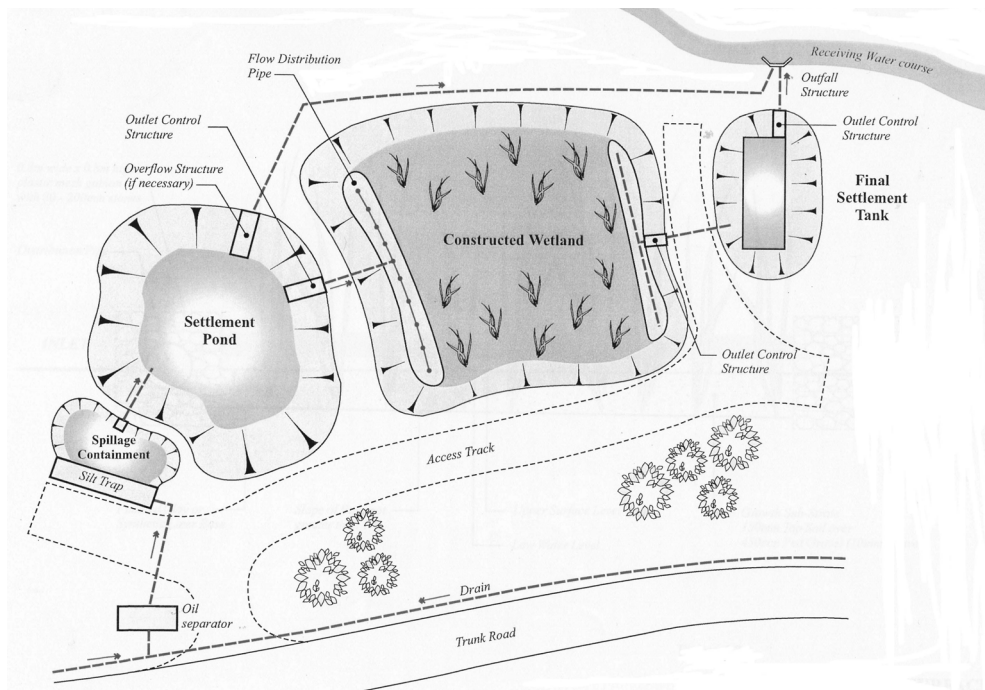 Receiving Water course
Flow Distribution
Pipe
Outfall
Structure
Outlet Control
Structure
Outlet Control
Structure
Overflow Structure
(if necessary)
Final
Settlement
Tank
Constructed Wetland
Settlement
Pond
Outlet Control
Structure
Spillage
Containment
Access Track
Silt Trap
Drain
Oil
separator
Trunk Road